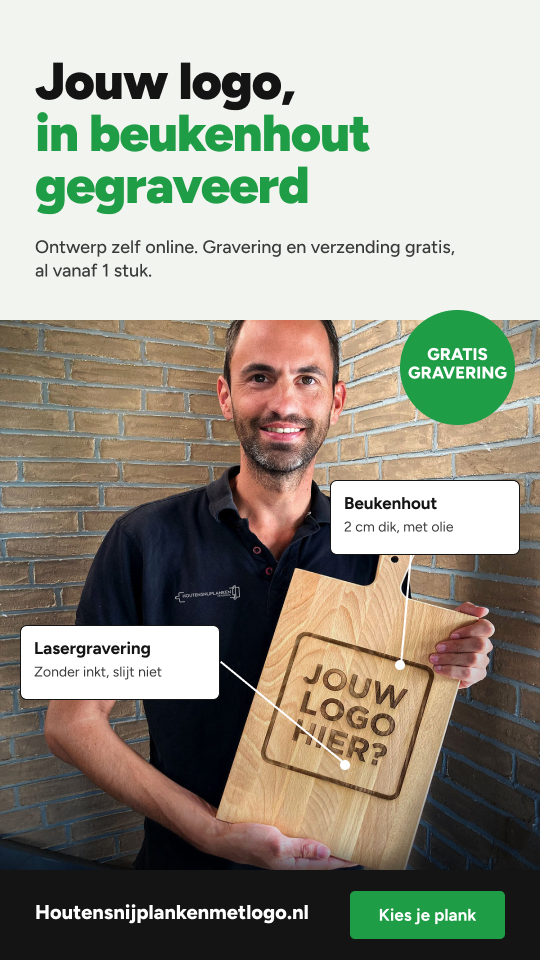 Jouw logo,
in beukenhout
gegraveerd
Ontwerp zelf online. Gravering en verzending gratis,
al vanaf 1 stuk.
GRATIS
GRAVERING
Beukenhout
2 cm dik, met olie
HOUTENSNIJPLANKEN
Lasergravering
Zonder inkt, slijt niet
JOUW
LOGO
HIER?
Houtensnijplankenmetlogo.nl
Kies je plank